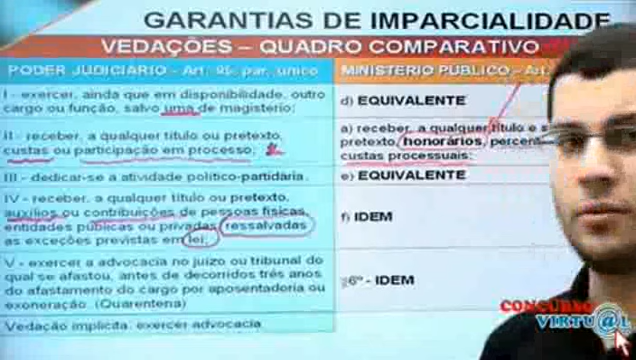 GARANTIAS DE IMPARCIALIDADE
VEDAÇÕES – QUADRO COMPARATIVO
PODER JUDICIÁRIO - Art. 95, par. único
MINISTÉRIO PÚBLICO – Art.
I - exercer, ainda que em disponibilidade, outro
cargo ou função, salvo uma de magistério;
d) EQUIVALENTE
II - receber, a qualquer título ou pretexto,
custas ou participação em processo;
a) receber, a qualquer título e s
pretexto, honorários, percent
custas processuais;
III - dedicar-se a atividade político-partidária.
e) EQUIVALENTE
IV - receber, a qualquer título ou pretexto,
auxílios ou contribuições de pessoas físicas,
entidades públicas ou privadas ressalvadas
as exceções previstas em lei;
f) IDEM
V - exercer a advocacia no juízo ou tribunal do
qual se afastou, antes de decorridos três anos
do afastamento do cargo por aposentadoria ou
exoneração. (Quarentena)
§6º - IDEM
Vedação implícita: exercer advocacia
CONCURSO
VIRTU@L